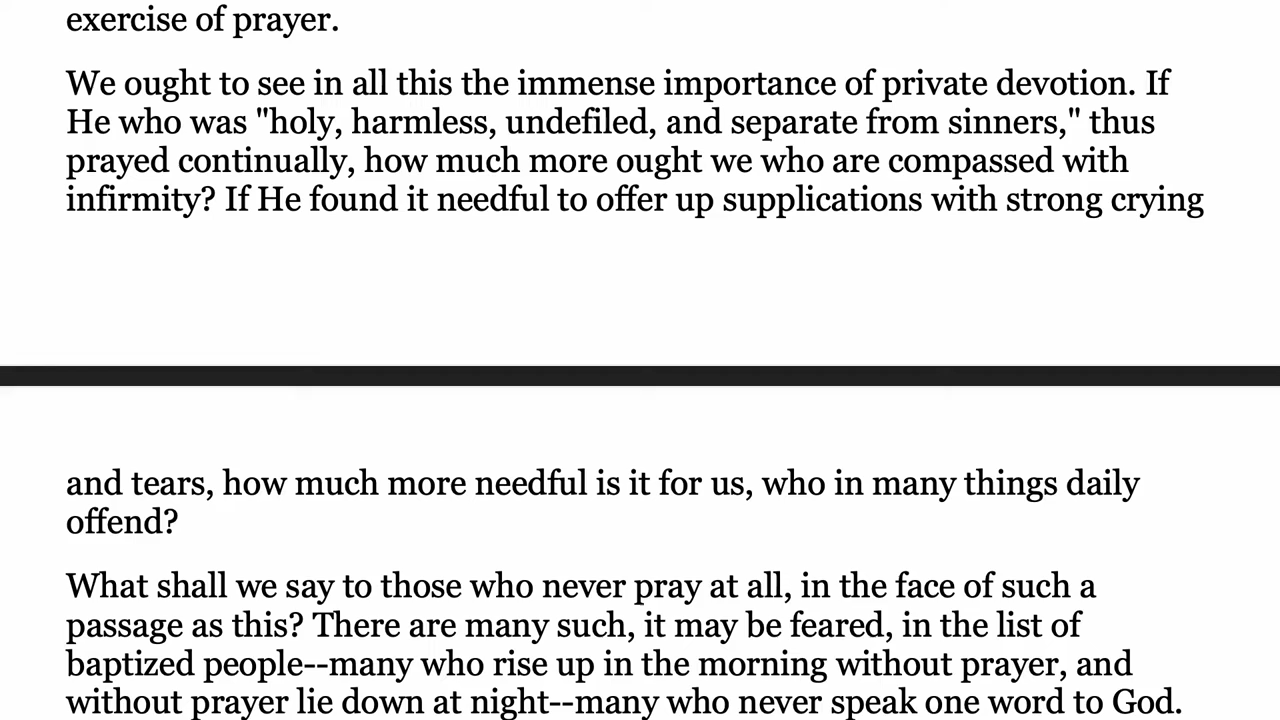 exercise of prayer.
We ought to see in all this the immense importance of private devotion. If
He who was "holy, harmless, undefiled, and separate from sinners," thus
prayed continually, how much more ought we who are compassed with
infirmity? If He found it needful to offer up supplications with strong crying
and tears, how much more needful is it for us, who in many things daily
offend?
What shall we say to those who never pray at all, in the face of such a
passage as this? There are many such, it may be feared, in the list of
baptized people--many who rise up in the morning without prayer, and
without prayer lie down at night--many who never speak one word to God.